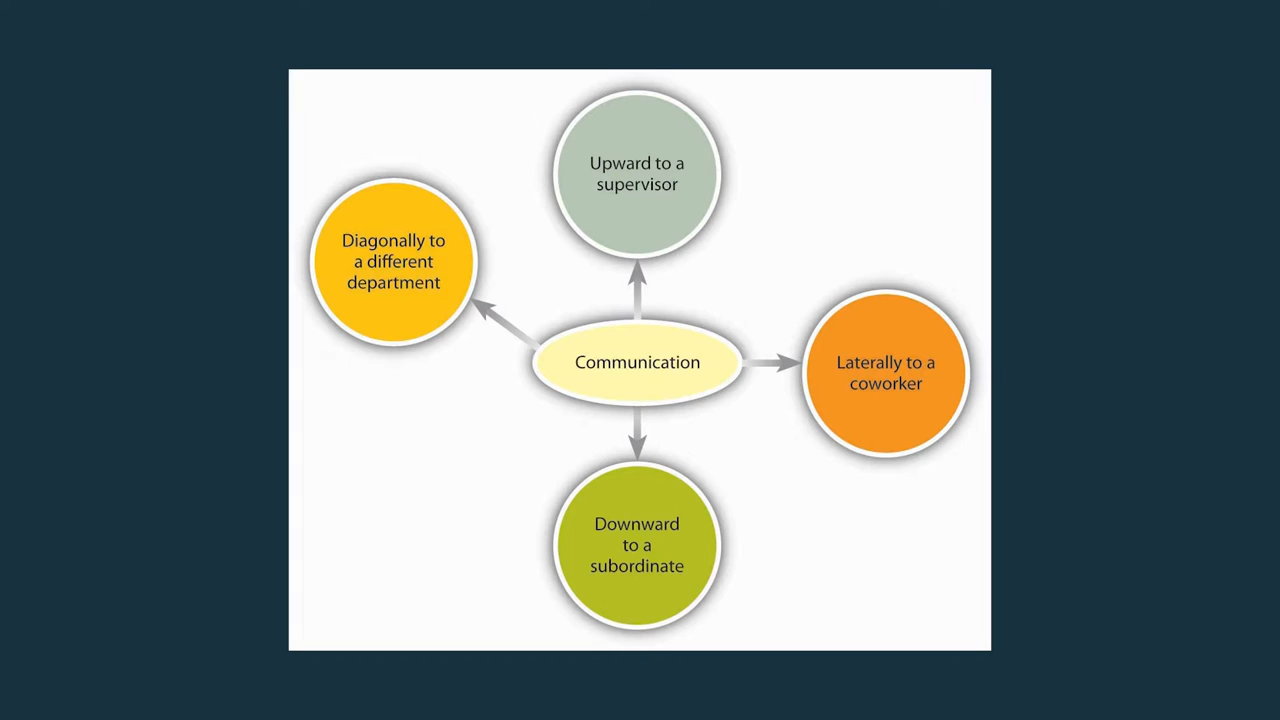 Upward to a
supervisor
Diagonally to
a different
department
Communication
Laterally to a
coworker
Downward
to a
subordinate